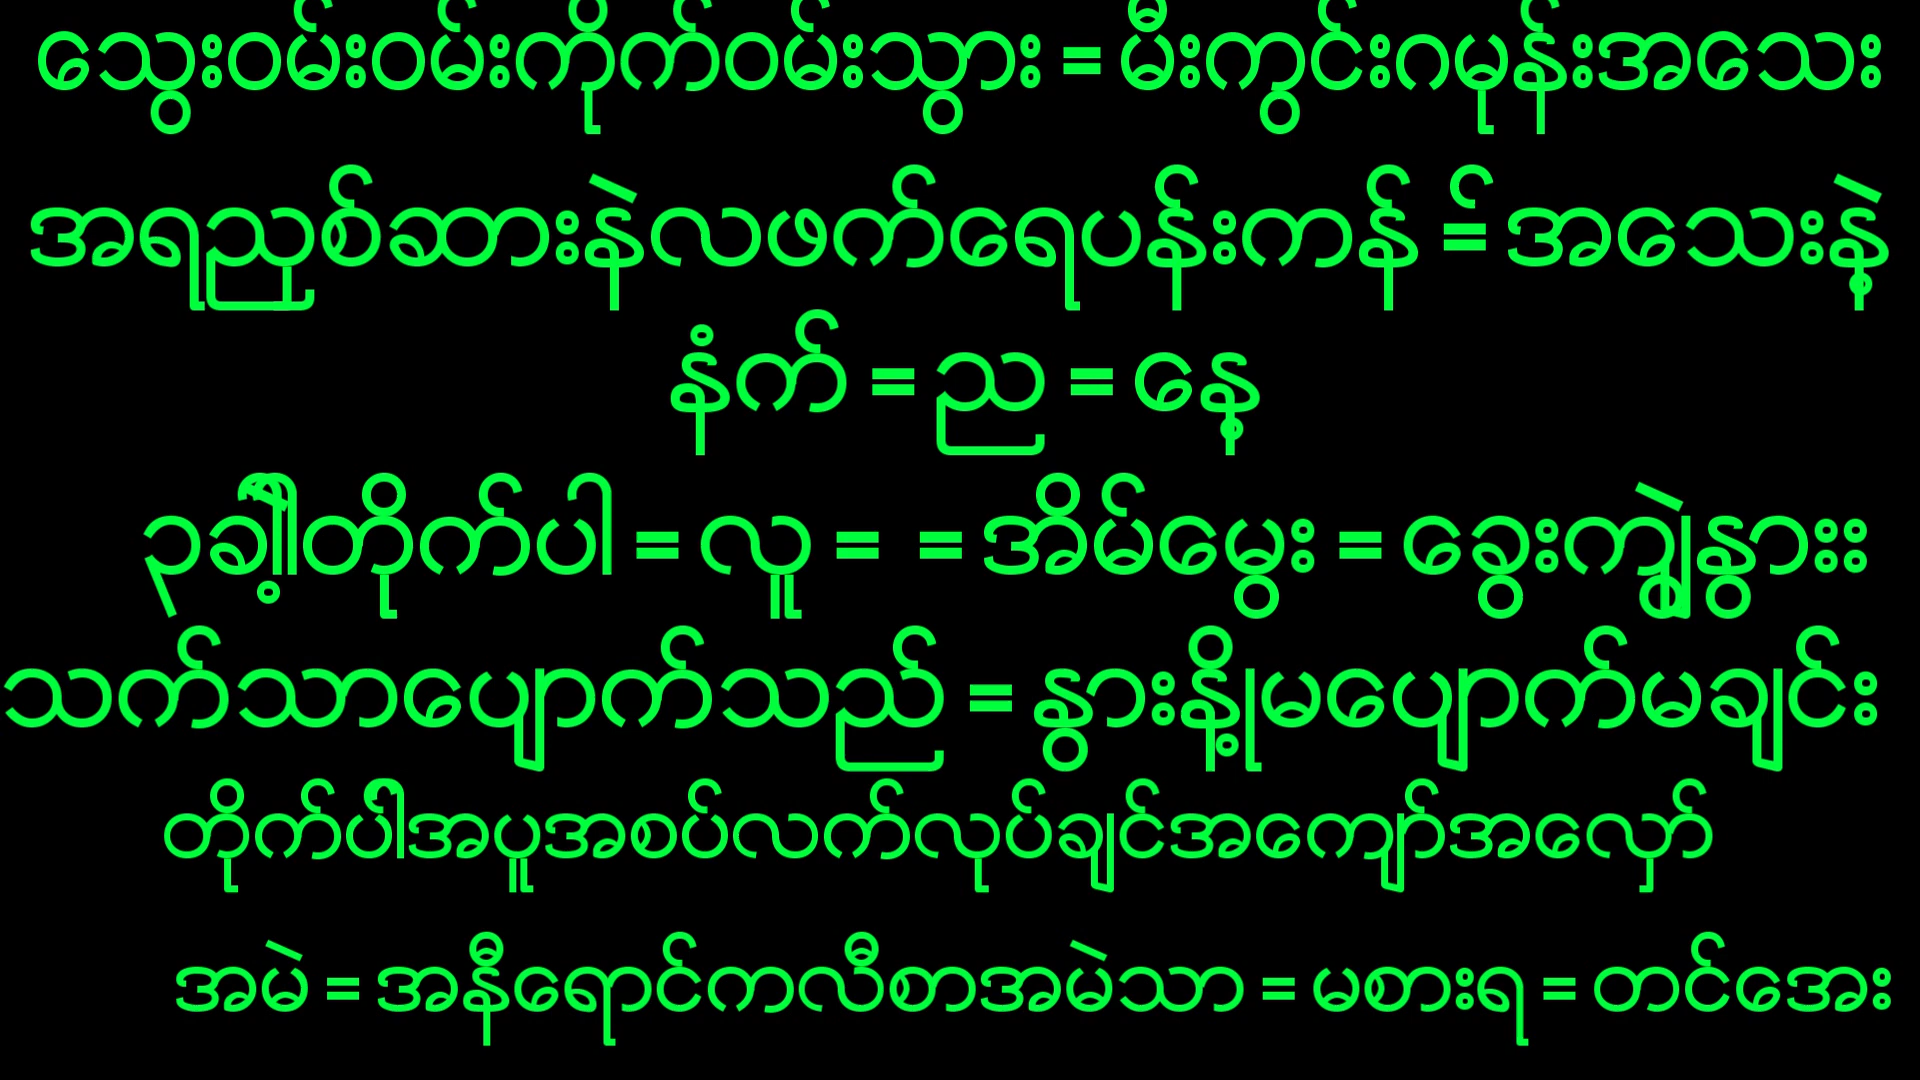 သွေးဝမ်းဝမ်းကိုက်ဝမ်းသွား = မီးကွင်းဂမုန်းအသေး
အရညှစ်ဆားနဲလဖက်ရေပန်းကန် =် အသေးနဲ့
နံက် = ည = နေ့
၃ခါ့တိုက်ပါ = လူ = = အိမ်မွေး = ခွေးကျွဲနွားး
သက်သာပျောက်သည် = နွားနို့မပျောက်မချင်း
တိုက်ပါ်အပူအစပ်လက်လုပ်ချင်အကျော်အလှော်
အမဲ = အနီရောင်ကလီစာအမဲသာ = မစားရ = တင်အေး